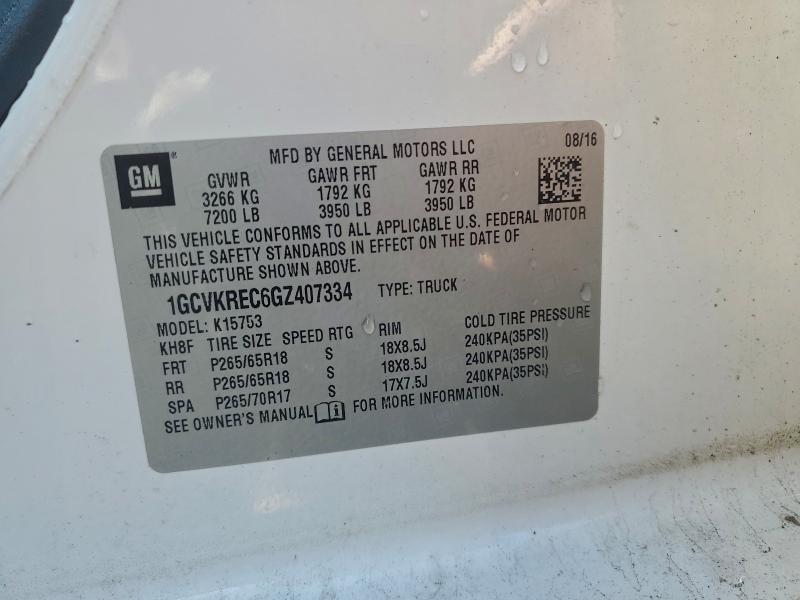 GM
MFD BY GENERAL MOTORS LLC 08/16
GVWR GAWR FRT GAWR RR
3266 KG 1792 KG 1792 KG
7200 LB 3950 LB 3950 LB
THIS VEHICLE CONFORMS TO ALL APPLICABLE U.S. FEDERAL MOTOR
VEHICLE SAFETY STANDARDS IN EFFECT ON THE DATE OF
MANUFACTURE SHOWN ABOVE.
1GCVKREC6GZ407334 TYPE: TRUCK
MODEL: K15753
KH8F TIRE SIZE SPEED RTG RIM COLD TIRE PRESSURE
FRT P265/65R18 S 18X8.5J 240KPA(35PSI)
RR P265/65R18 S 18X8.5J 240KPA(35PSI)
SPA P265/70R17 S 17X7.5J 240KPA(35PSI)
SEE OWNER'S MANUAL FOR MORE INFORMATION.